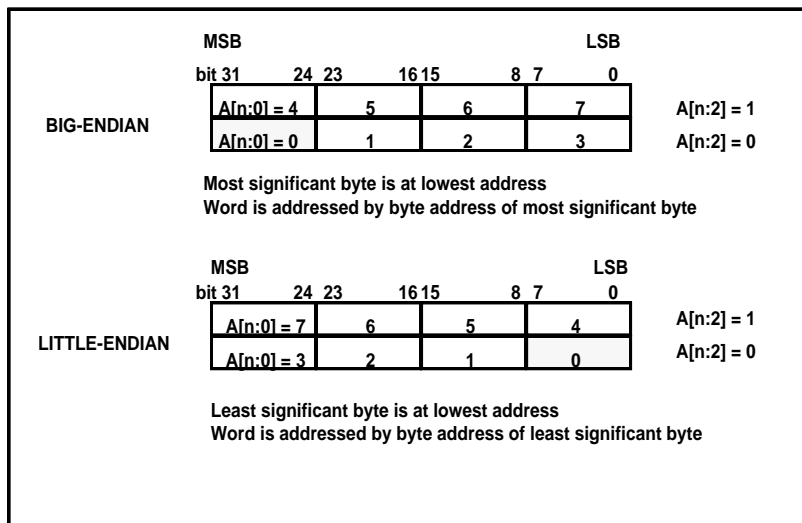 MSB LSB
bit 31 24 23 16 15 8 7 0
A[n:0] = 4 5 6 7 A[n:2] = 1
BIG-ENDIAN
A[n:0] = 0 1 2 3 A[n:2] = 0
Most significant byte is at lowest address
Word is addressed by byte address of most significant byte
MSB LSB
bit 31 24 23 16 15 8 7 0
A[n:0] = 7 6 5 4 A[n:2] = 1
LITTLE-ENDIAN
A[n:0] = 3 2 1 0 A[n:2] = 0
Least significant byte is at lowest address
Word is addressed by byte address of least significant byte